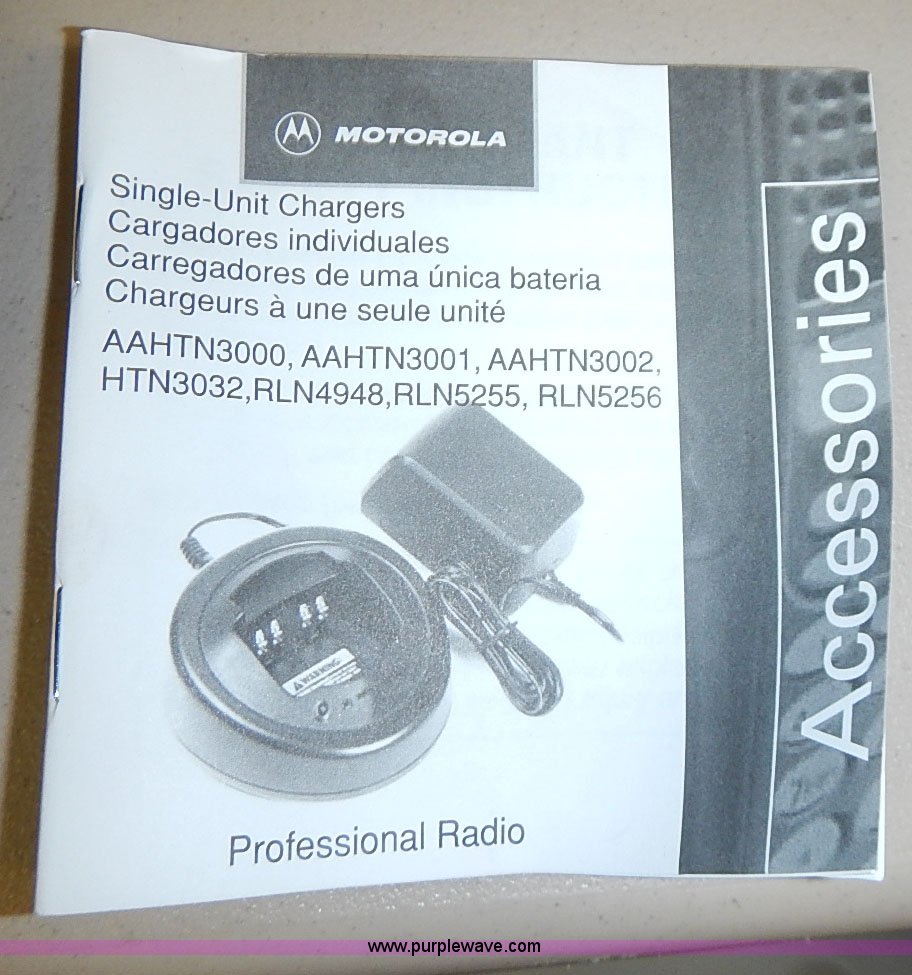 MOTOROLA
Single-Unit Chargers
Cargadores individuales
Carregadores de uma única bateria
Chargeurs à une seule unité
AAHTN3000, AAHTN3001, AAHTN3002,
HTN3032,RLN4948,RLN5255, RLN5256
WARNING
Professional Radio
Accessories
www.purplewave.com